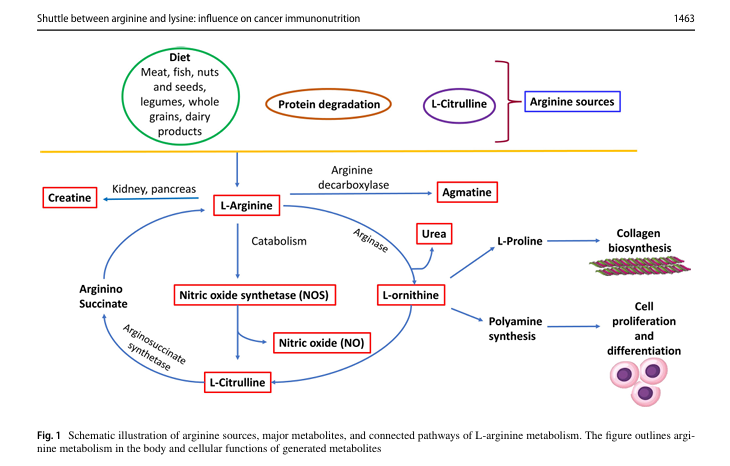 Shuttle between arginine and lysine: influence on cancer immunonutrition
1463
Diet
Meat, fish, nuts
and seeds,
legumes, whole
grains, dairy
products
Protein degradation
L-Citrulline
Arginine sources
Creatine
Kidney, pancreas
L-Arginine
Arginine
decarboxylase
Agmatine
Catabolism
Arginase
Urea
L-Proline
Collagen
biosynthesis
Arginino
Succinate
Nitric oxide synthetase (NOS)
L-ornithine
Polyamine
synthesis
Cell
proliferation
and
differentiation
Arginosuccinate
synthetase
Nitric oxide (NO)
L-Citrulline
Fig. 1 Schematic illustration of arginine sources, major metabolites, and connected pathways of L-arginine metabolism. The figure outlines argi-
nine metabolism in the body and cellular functions of generated metabolites